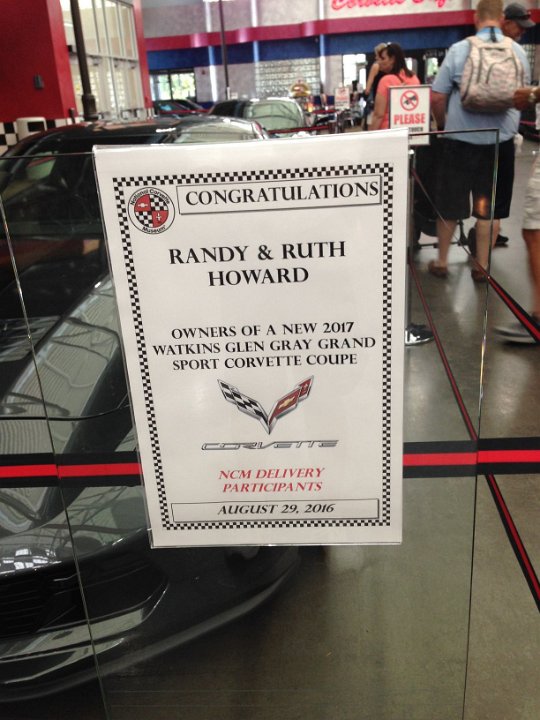 Corvette
PLEASE
National Corvette
Museum
CONGRATULATIONS
RANDY & RUTH
HOWARD
OWNERS OF A NEW 2017
WATKINS GLEN GRAY GRAND
SPORT CORVETTE COUPE
CORVETTE
NCM DELIVERY
PARTICIPANTS
AUGUST 29, 2016